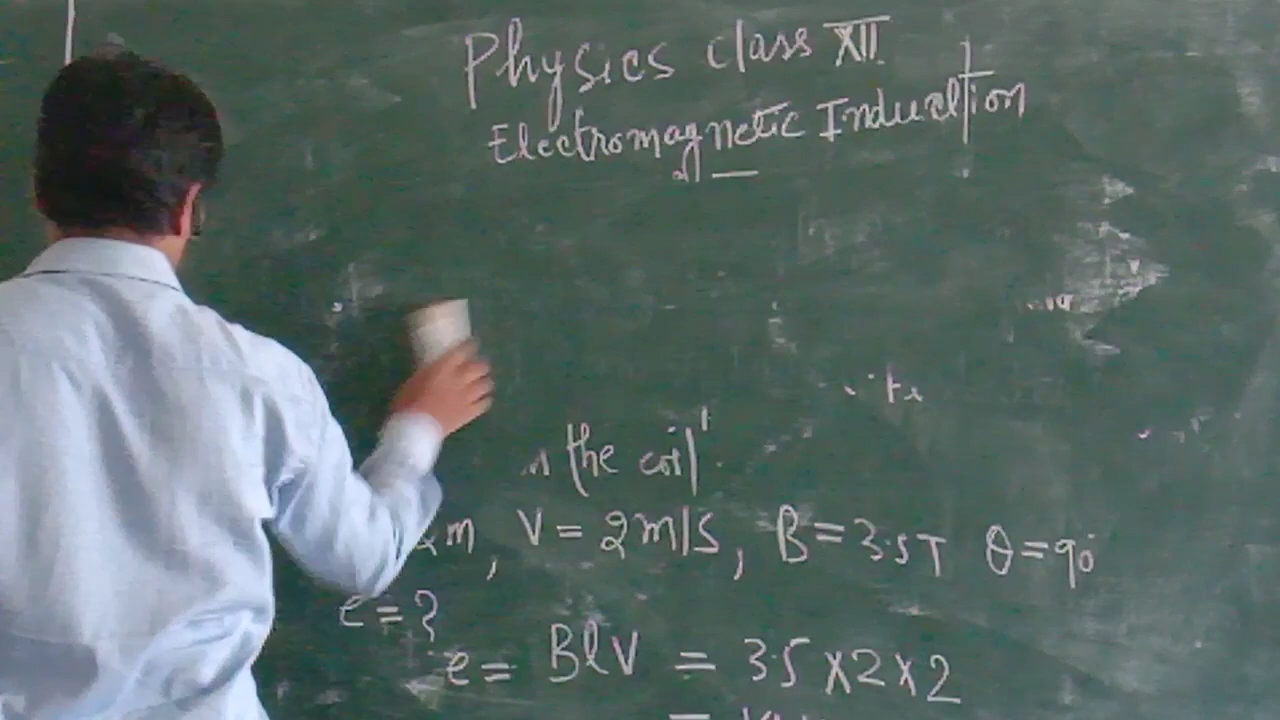 Physics class XII
Electromagnetic Induction
the coil
m, V = 2m/s, B = 3.5T θ = 90°
e = ?
e = BlV = 3.5 x 2 x 2
=